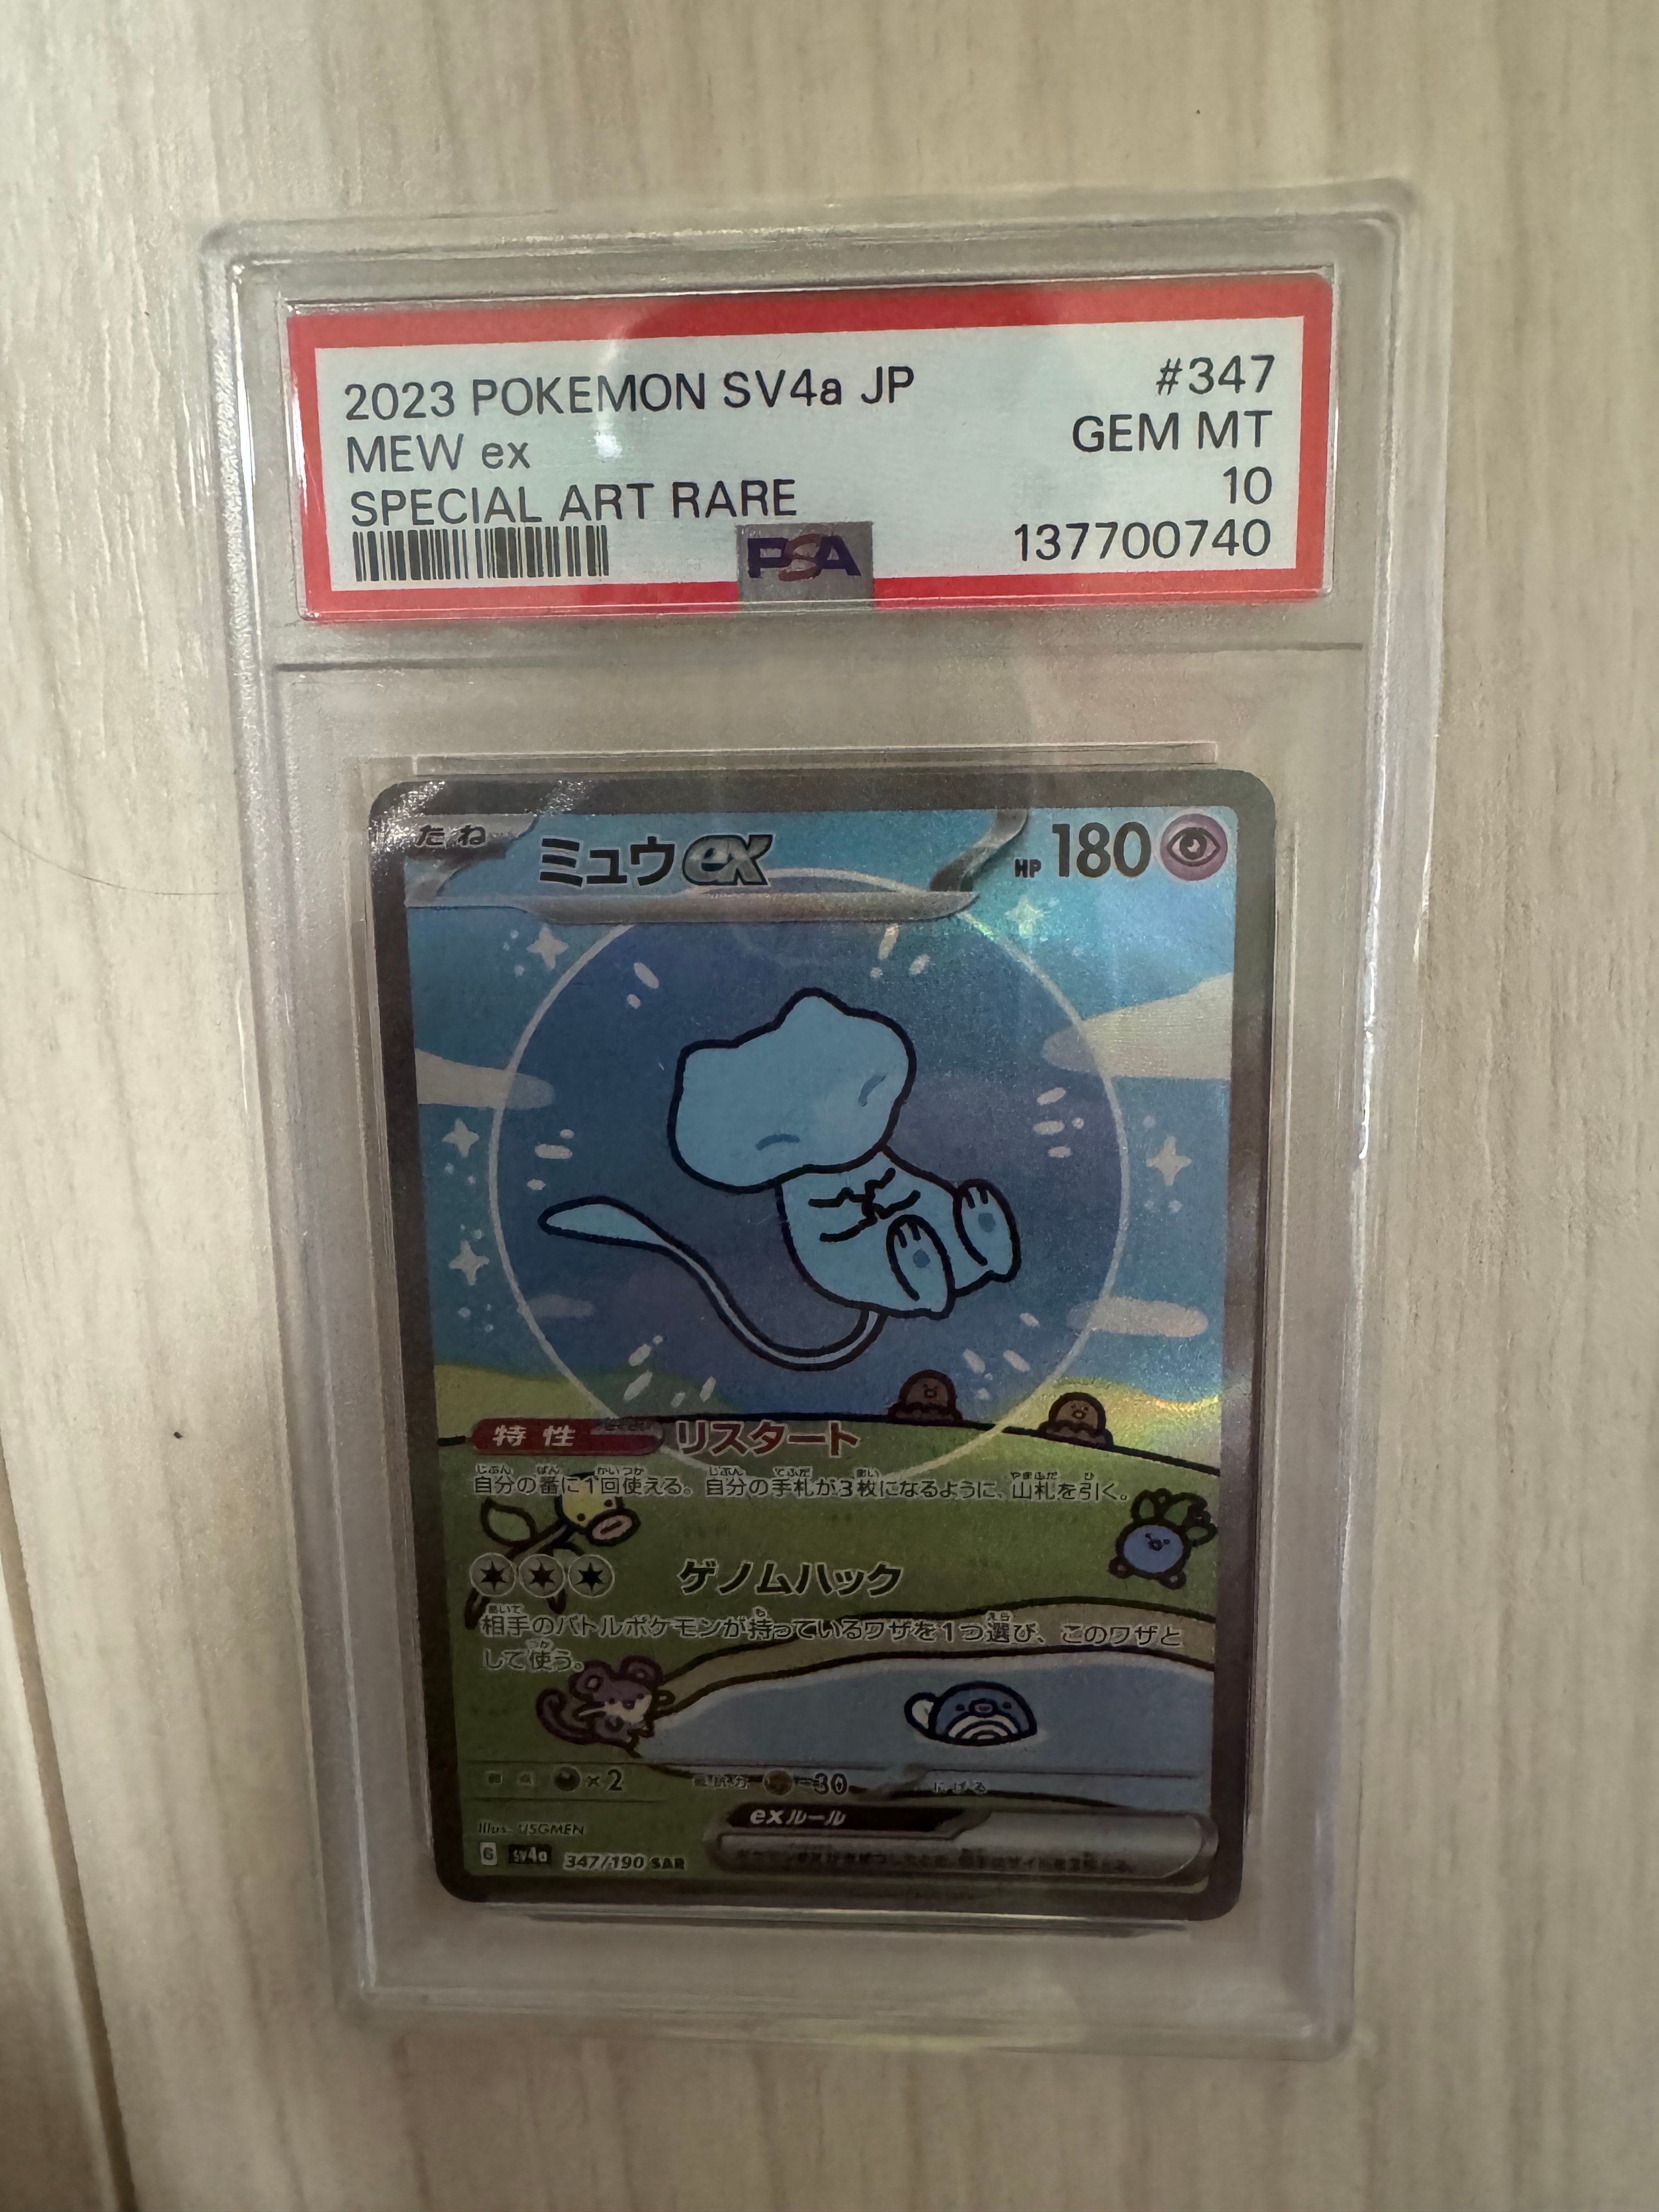 2023 POKEMON SV4a JP #347
MEW ex GEM MT
SPECIAL ART RARE 10
PSA 137700740
たね ミュウex HP 180
特性 リスタート
自分の番に1回使える。自分の手札が3枚になるように、山札を引く。
ゲノムハック
相手のバトルポケモンが持っているワザを1つ選び、このワザと
して使う。
×2 -30 にげる
exルール
Illus. USGMEN
G sv4a 347/190 SAR